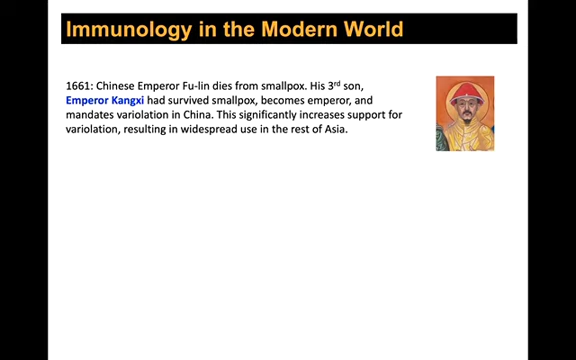 Immunology in the Modern World
1661: Chinese Emperor Fu-lin dies from smallpox. His 3rd son,
Emperor Kangxi had survived smallpox, becomes emperor, and
mandates variolation in China. This significantly increases support for
variolation, resulting in widespread use in the rest of Asia.